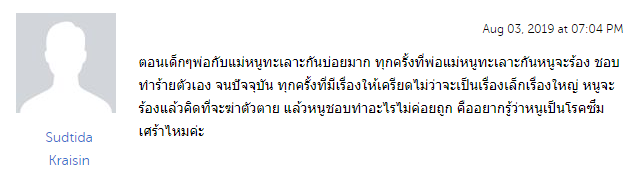 Aug 03, 2019 at 07:04 PM
ตอนเด็กๆพ่อกับแม่หนูทะเลาะกันบ่อยมาก ทุกครั้งที่พ่อแม่หนูทะเลาะกันหนูจะร้อง ชอบ
ทำร้ายตัวเอง จนปัจจุบัน ทุกครั้งที่มีเรื่องให้เครียดไม่ว่าจะเป็นเรื่องเล็กเรื่องใหญ่ หนูจะ
ร้องแล้วคิดที่จะฆ่าตัวตาย แล้วหนูชอบทำอะไรไม่ค่อยถูก คืออยากรู้ว่าหนูเป็นโรคซึ่ม
เศร้าไหมค่ะ
Sudtida
Kraisin